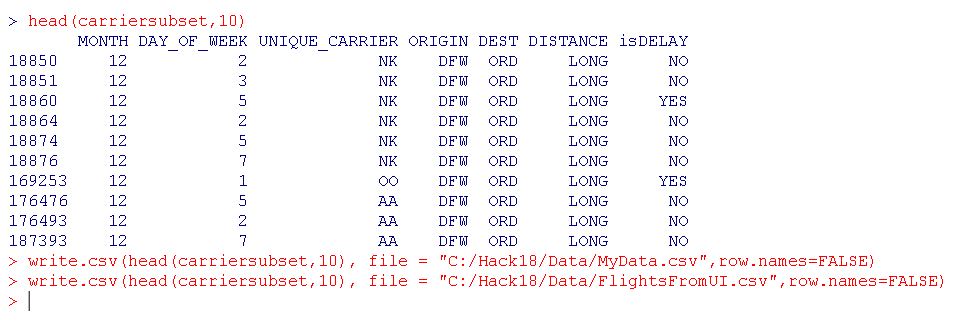 > head(carriersubset,10)
MONTH DAY_OF_WEEK UNIQUE_CARRIER ORIGIN DEST DISTANCE isDELAY
18850 12 2 NK DFW ORD LONG NO
18851 12 3 NK DFW ORD LONG NO
18860 12 5 NK DFW ORD LONG YES
18864 12 2 NK DFW ORD LONG NO
18874 12 5 NK DFW ORD LONG NO
18876 12 7 NK DFW ORD LONG NO
169253 12 1 OO DFW ORD LONG YES
176476 12 5 AA DFW ORD LONG NO
176493 12 2 AA DFW ORD LONG NO
187393 12 7 AA DFW ORD LONG NO
> write.csv(head(carriersubset,10), file = "C:/Hack18/Data/MyData.csv",row.names=FALSE)
> write.csv(head(carriersubset,10), file = "C:/Hack18/Data/FlightsFromUI.csv",row.names=FALSE)
>